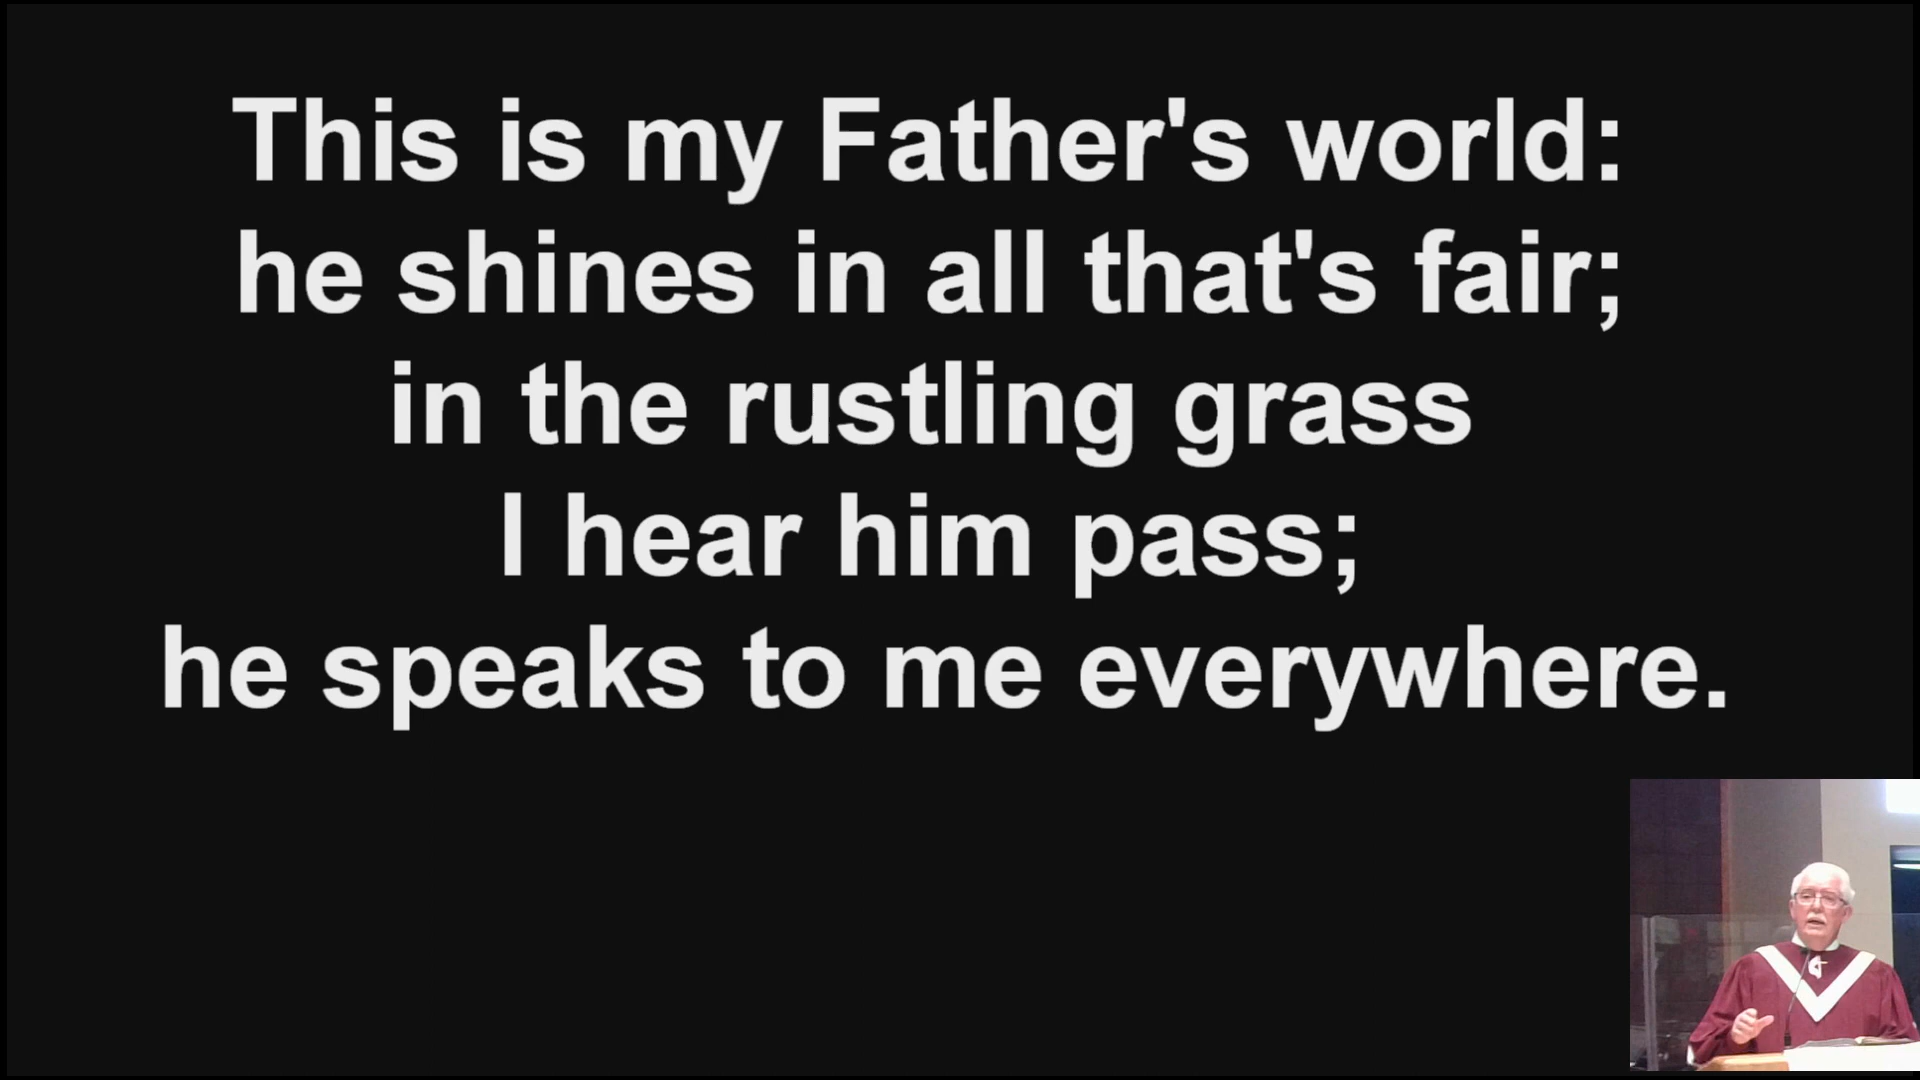 This is my Father's world:
he shines in all that's fair;
in the rustling grass
I hear him pass;
he speaks to me everywhere.